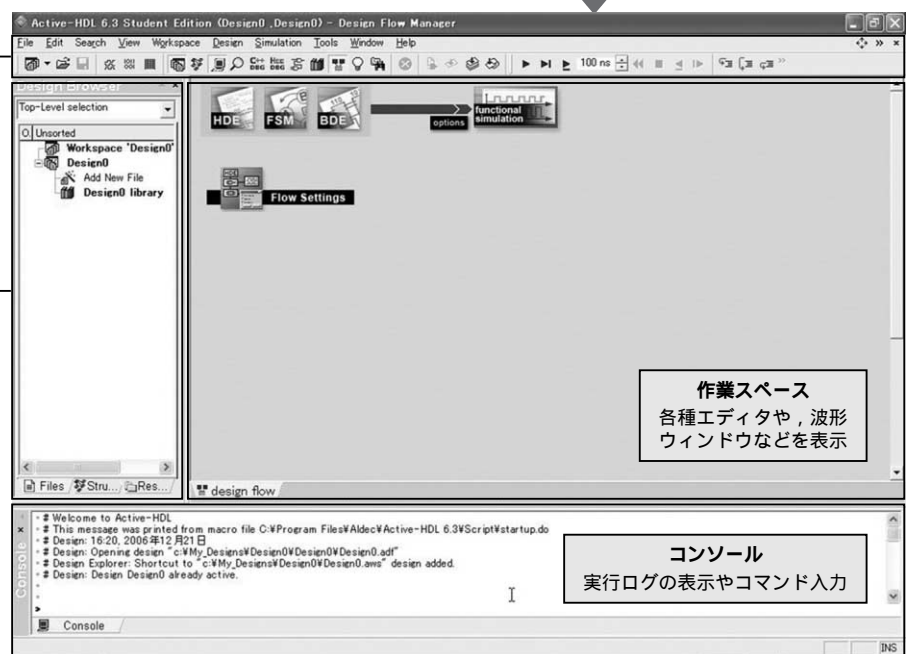 Active-HDL 6.3 Student Edition (Design0 ,Design0) - Design Flow Manager
File Edit Search View Workspace Design Simulation Tools Window Help
100 ns
Design Browser
Top-Level selection
Unsorted
Workspace 'Design0'
Design0
Add New File
Design0 library
Files Stru... Res...
HDE FSM BDE
options
functional simulation
Flow Settings
作業スペース
各種エディタや，波形
ウィンドウなどを表示
design flow
Console
# Welcome to Active-HDL
# This message was printed from macro file C:¥Program Files¥Aldec¥Active-HDL 6.3¥Script¥startup.do
# Design: 16:20, 2006年12月21日
# Design: Opening design "c:¥My_Designs¥Design0¥Design0¥Design0.adf"
# Design Explorer: Shortcut to "c:¥My_Designs¥Design0¥Design0.aws" design added.
# Design: Design Design0 already active.
>
コンソール
実行ログの表示やコマンド入力
Console
INS